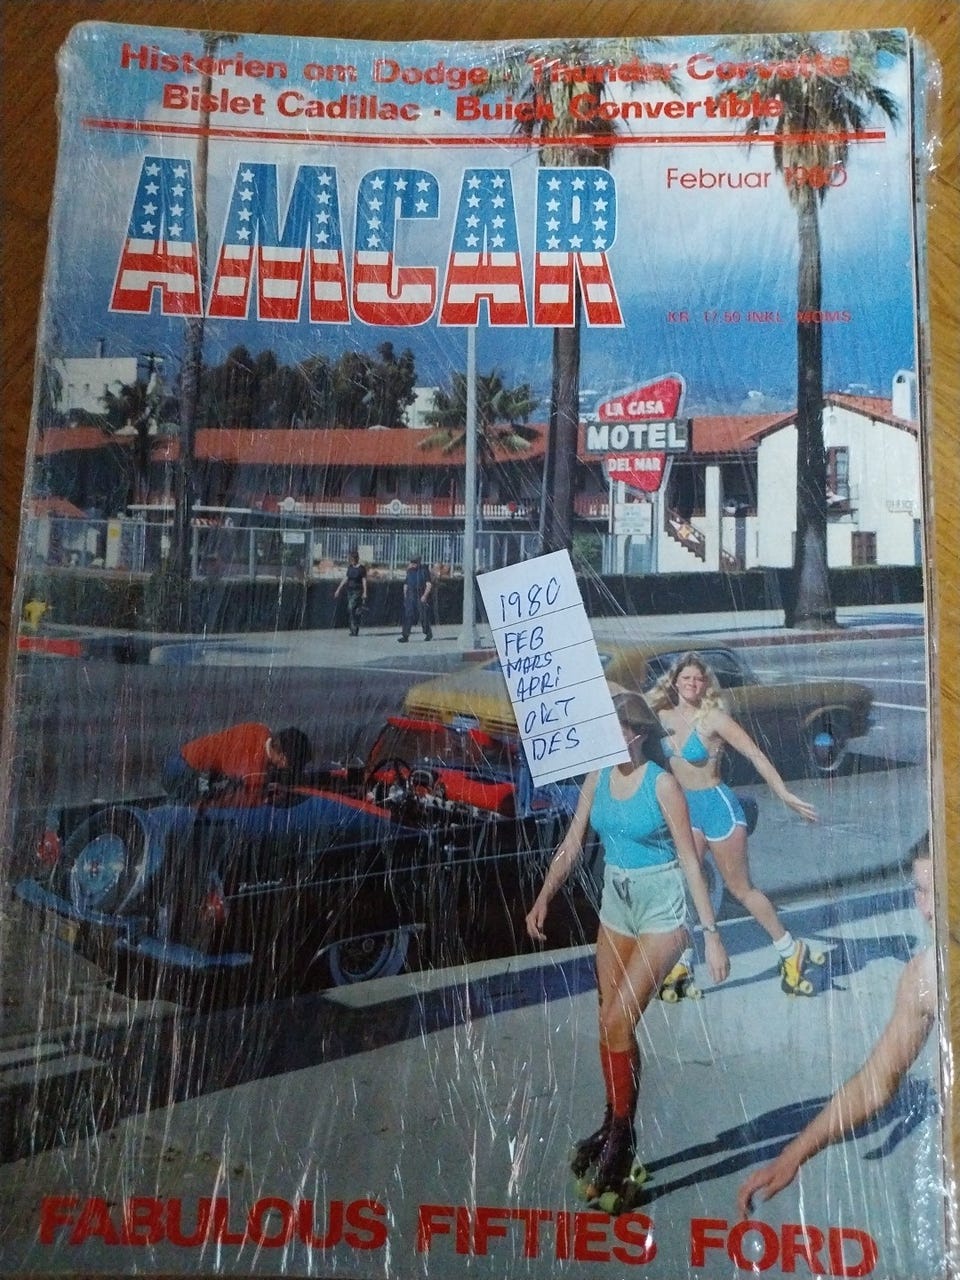 Historien om Dodge · Thunder Corvette
Bislet Cadillac · Buick Convertible
AMCAR
Februar 1980
KR. 17,50 INKL. MOMS.
LA CASA
MOTEL
DEL MAR
1980
FEB
MARS
APRi
OKT
DES
FABULOUS FIFTIES FORD